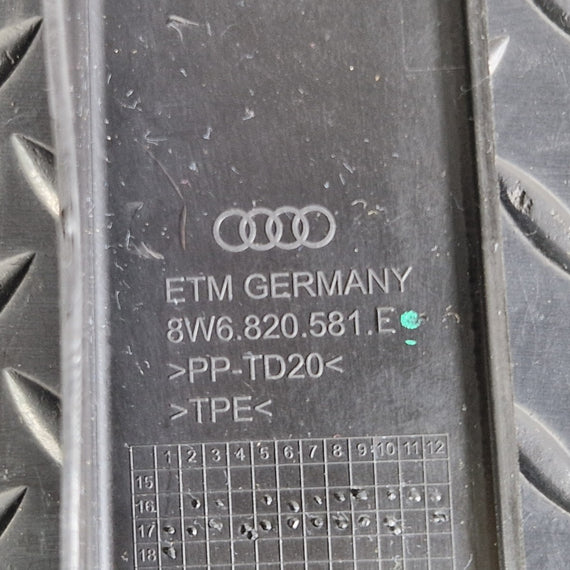 ETM GERMANY
8W6.820.581.E
>PP-TD20<
>TPE<
1 2 3 4 5 6 7 8 9 10 11 12
15
16
17
18